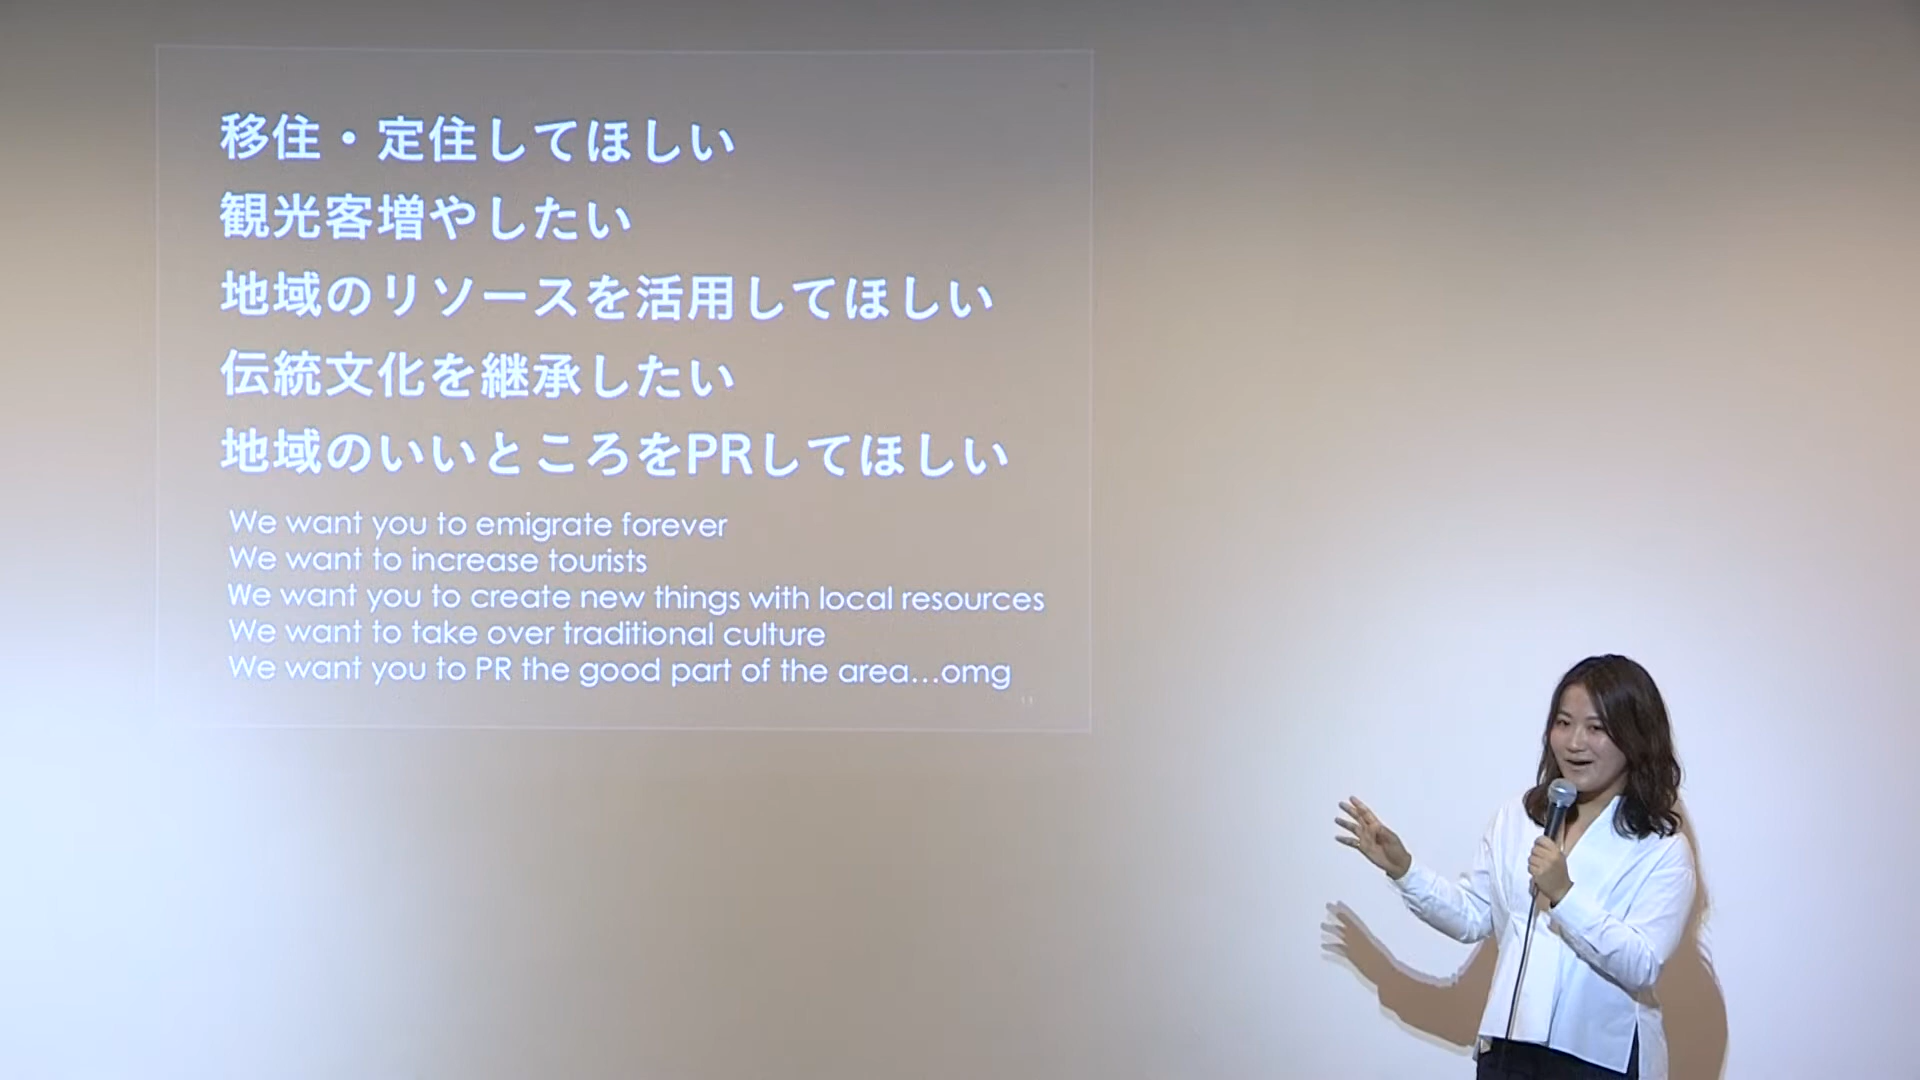 移住・定住してほしい
観光客増やしたい
地域のリソースを活用してほしい
伝統文化を継承したい
地域のいいところをPRしてほしい
We want you to emigrate forever
We want to increase tourists
We want you to create new things with local resources
We want to take over traditional culture
We want you to PR the good part of the area...omg
11